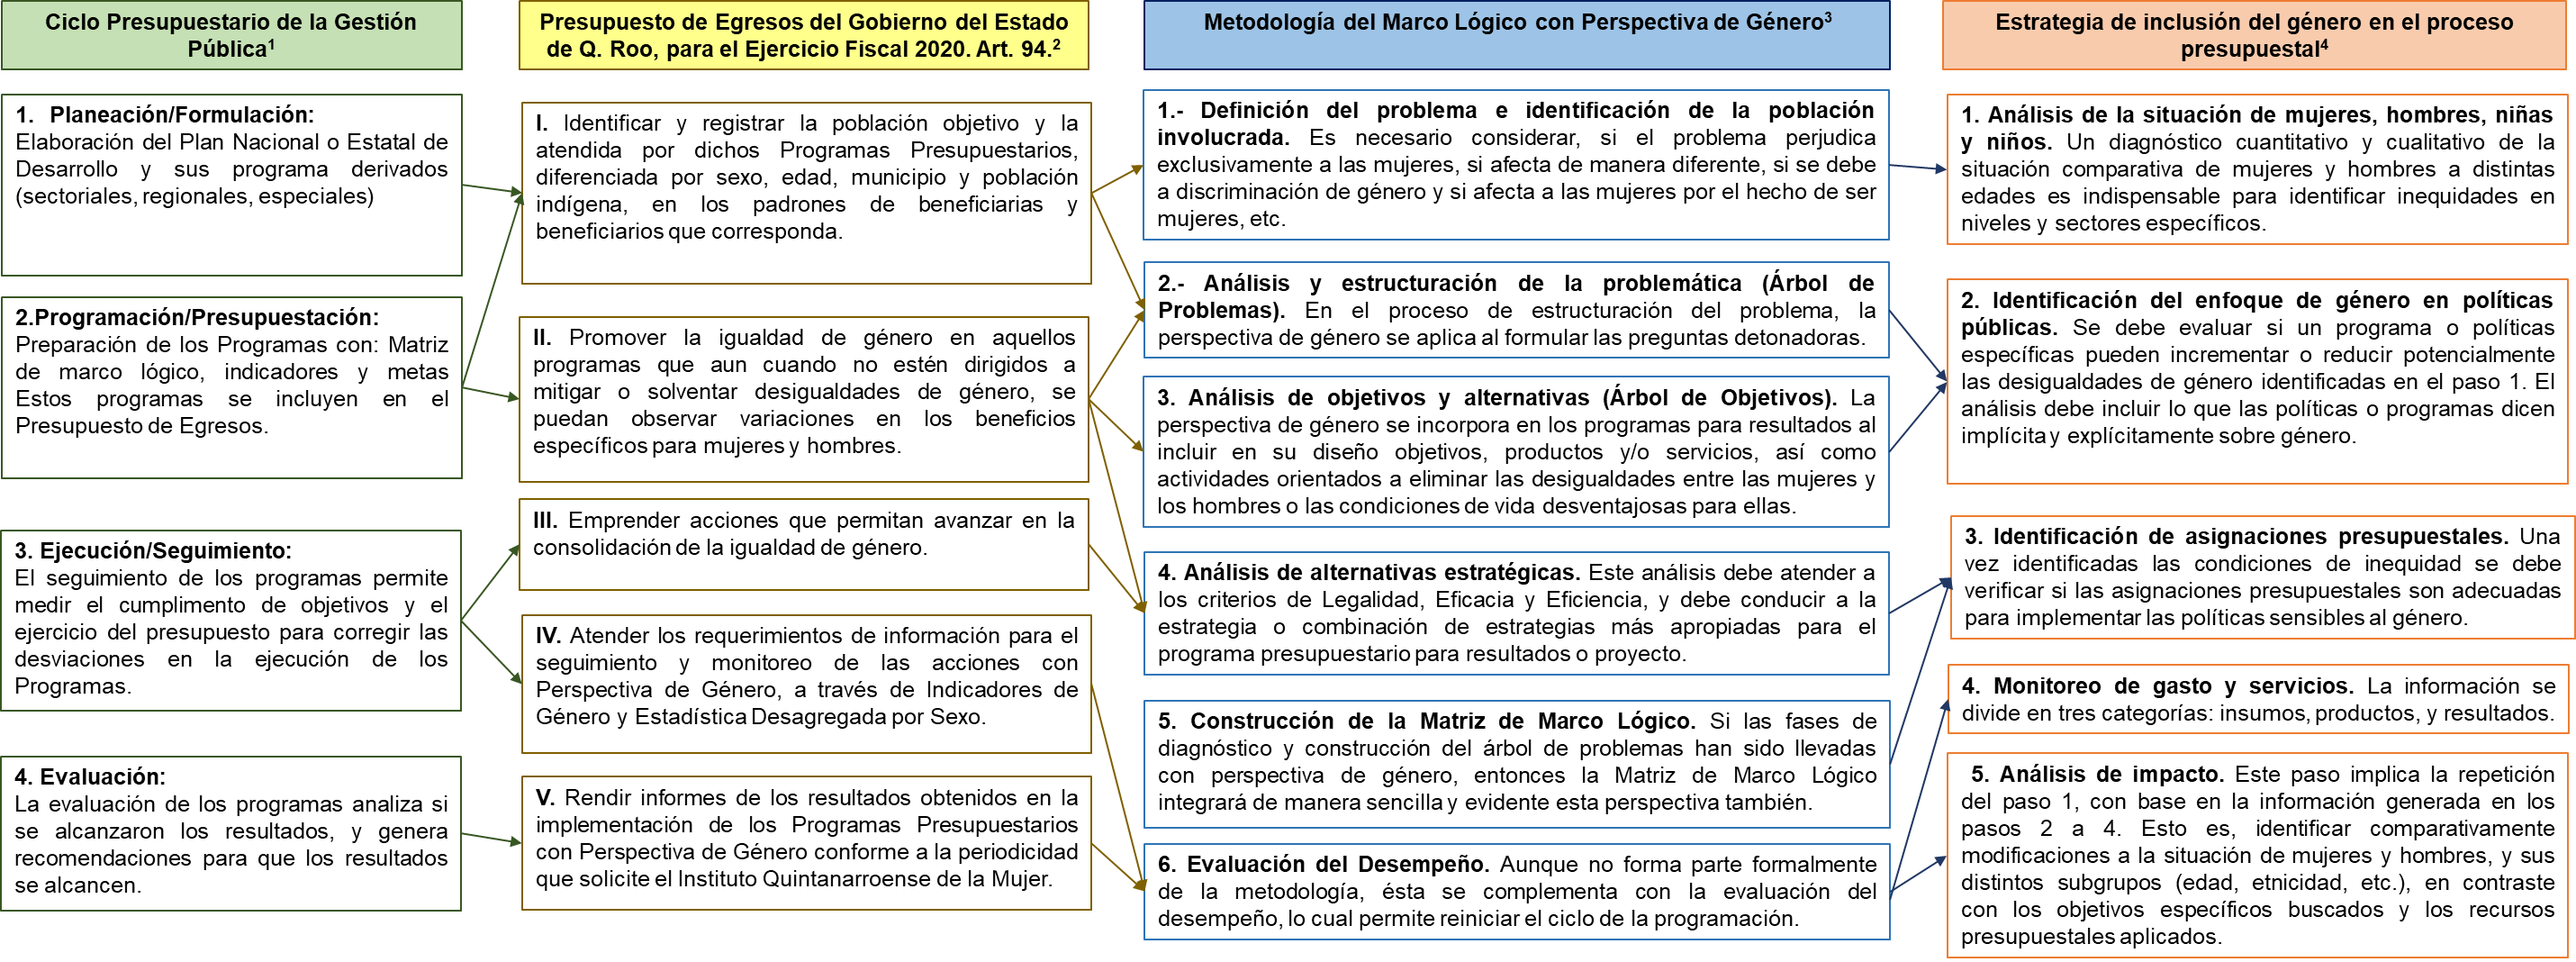 Ciclo Presupuestario de la Gestión
Pública1
1. Planeación/Formulación:
Elaboración del Plan Nacional o Estatal de
Desarrollo y sus programa derivados
(sectoriales, regionales, especiales)
2.Programación/Presupuestación:
Preparación de los Programas con: Matriz
de marco lógico, indicadores y metas
Estos programas se incluyen en el
Presupuesto de Egresos.
3. Ejecución/Seguimiento:
El seguimiento de los programas permite
medir el cumplimento de objetivos y el
ejercicio del presupuesto para corregir las
desviaciones en la ejecución de los
Programas.
4. Evaluación:
La evaluación de los programas analiza si
se alcanzaron los resultados, y genera
recomendaciones para que los resultados
se alcancen.
Presupuesto de Egresos del Gobierno del Estado
de Q. Roo, para el Ejercicio Fiscal 2020. Art. 94.2
I. Identificar y registrar la población objetivo y la
atendida por dichos Programas Presupuestarios,
diferenciada por sexo, edad, municipio y población
indígena, en los padrones de beneficiarias y
beneficiarios que corresponda.
II. Promover la igualdad de género en aquellos
programas que aun cuando no estén dirigidos a
mitigar o solventar desigualdades de género, se
puedan observar variaciones en los beneficios
específicos para mujeres y hombres.
III. Emprender acciones que permitan avanzar en la
consolidación de la igualdad de género.
IV. Atender los requerimientos de información para el
seguimiento y monitoreo de las acciones con
Perspectiva de Género, a través de Indicadores de
Género y Estadística Desagregada por Sexo.
V. Rendir informes de los resultados obtenidos en la
implementación de los Programas Presupuestarios
con Perspectiva de Género conforme a la periodicidad
que solicite el Instituto Quintanarroense de la Mujer.
Metodología del Marco Lógico con Perspectiva de Género3
1.- Definición del problema e identificación de la población
involucrada. Es necesario considerar, si el problema perjudica
exclusivamente a las mujeres, si afecta de manera diferente, si se debe
a discriminación de género y si afecta a las mujeres por el hecho de ser
mujeres, etc.
2.- Análisis y estructuración de la problemática (Árbol de
Problemas). En el proceso de estructuración del problema, la
perspectiva de género se aplica al formular las preguntas detonadoras.
3. Análisis de objetivos y alternativas (Árbol de Objetivos). La
perspectiva de género se incorpora en los programas para resultados al
incluir en su diseño objetivos, productos y/o servicios, así como
actividades orientados a eliminar las desigualdades entre las mujeres y
los hombres o las condiciones de vida desventajosas para ellas.
4. Análisis de alternativas estratégicas. Este análisis debe atender a
los criterios de Legalidad, Eficacia y Eficiencia, y debe conducir a la
estrategia o combinación de estrategias más apropiadas para el
programa presupuestario para resultados o proyecto.
5. Construcción de la Matriz de Marco Lógico. Si las fases de
diagnóstico y construcción del árbol de problemas han sido llevadas
con perspectiva de género, entonces la Matriz de Marco Lógico
integrará de manera sencilla y evidente esta perspectiva también.
6. Evaluación del Desempeño. Aunque no forma parte formalmente
de la metodología, ésta se complementa con la evaluación del
desempeño, lo cual permite reiniciar el ciclo de la programación.
Estrategia de inclusión del género en el proceso
presupuestal4
1. Análisis de la situación de mujeres, hombres, niñas
y niños. Un diagnóstico cuantitativo y cualitativo de la
situación comparativa de mujeres y hombres a distintas
edades es indispensable para identificar inequidades en
niveles y sectores específicos.
2. Identificación del enfoque de género en políticas
públicas. Se debe evaluar si un programa o políticas
específicas pueden incrementar o reducir potencialmente
las desigualdades de género identificadas en el paso 1. El
análisis debe incluir lo que las políticas o programas dicen
implícita y explícitamente sobre género.
3. Identificación de asignaciones presupuestales. Una
vez identificadas las condiciones de inequidad se debe
verificar si las asignaciones presupuestales son adecuadas
para implementar las políticas sensibles al género.
4. Monitoreo de gasto y servicios. La información se
divide en tres categorías: insumos, productos, y resultados.
5. Análisis de impacto. Este paso implica la repetición
del paso 1, con base en la información generada en los
pasos 2 a 4. Esto es, identificar comparativamente
modificaciones a la situación de mujeres y hombres, y sus
distintos subgrupos (edad, etnicidad, etc.), en contraste
con los objetivos específicos buscados y los recursos
presupuestales aplicados.